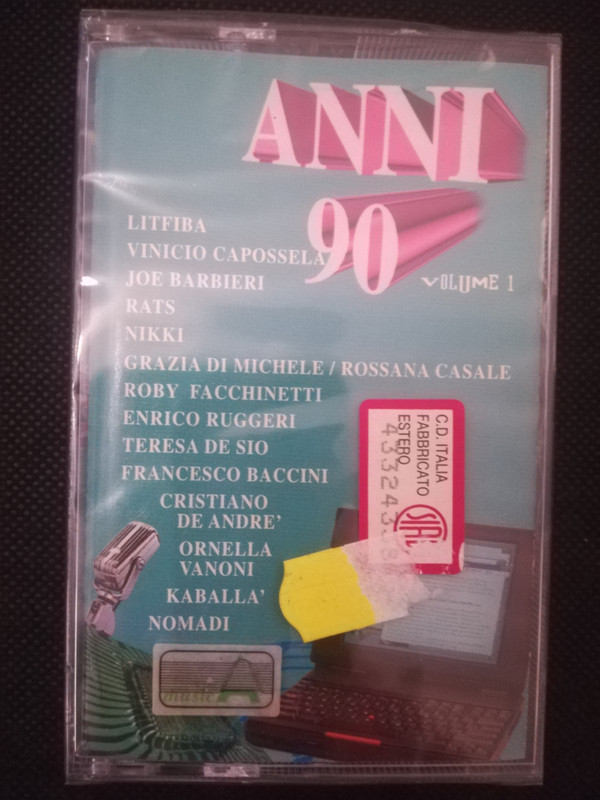 ANNI
90
VOLUME 1
LITFIBA
VINICIO CAPOSSELA
JOE BARBIERI
RATS
NIKKI
GRAZIA DI MICHELE / ROSSANA CASALE
ROBY FACCHINETTI
ENRICO RUGGERI
TERESA DE SIO
FRANCESCO BACCINI
CRISTIANO
DE ANDRE'
ORNELLA
VANONI
KABALLA'
NOMADI
C.D. ITALIA
FABBRICATO
ESTERO
music A